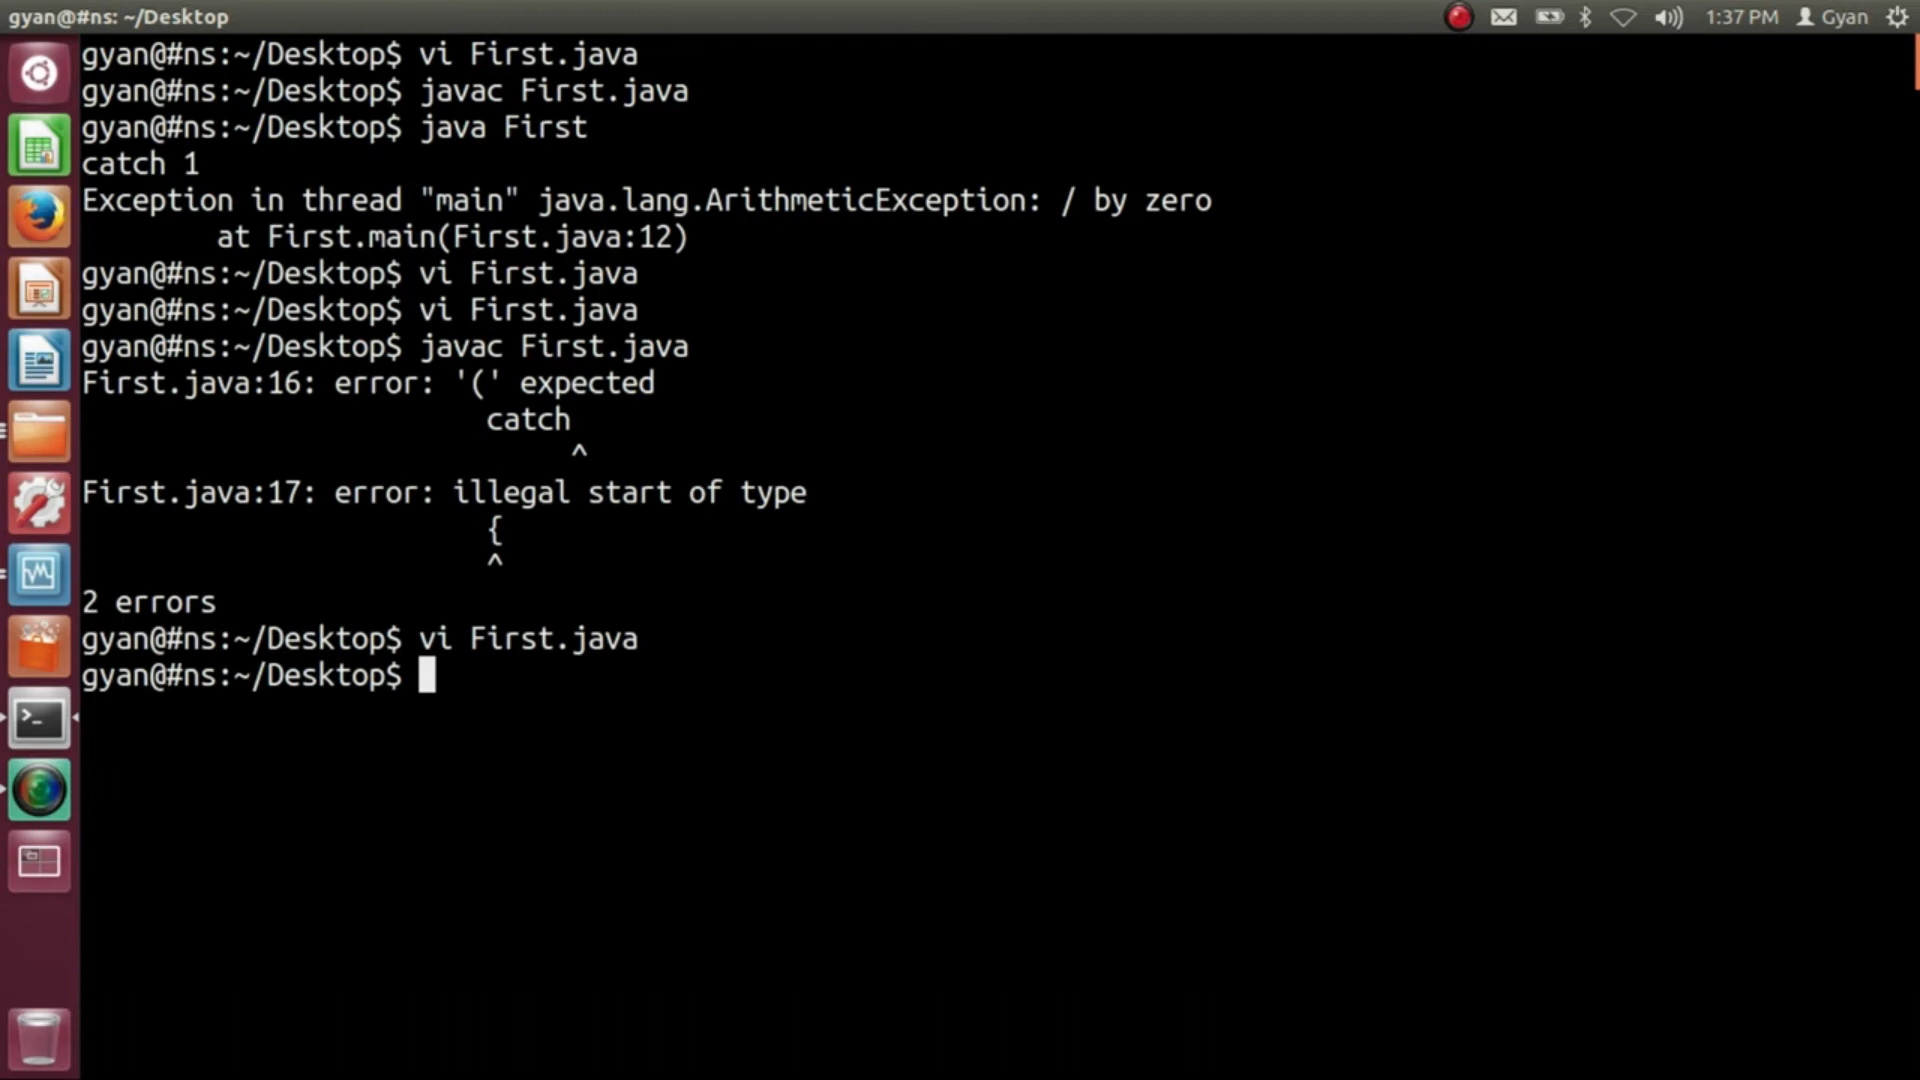 gyan@#ns: ~/Desktop
1:37 PM Gyan
gyan@#ns:~/Desktop$ vi First.java
gyan@#ns:~/Desktop$ javac First.java
gyan@#ns:~/Desktop$ java First
catch 1
Exception in thread "main" java.lang.ArithmeticException: / by zero
        at First.main(First.java:12)
gyan@#ns:~/Desktop$ vi First.java
gyan@#ns:~/Desktop$ vi First.java
gyan@#ns:~/Desktop$ javac First.java
First.java:16: error: '(' expected
                        catch
                             ^
First.java:17: error: illegal start of type
                        {
                        ^
2 errors
gyan@#ns:~/Desktop$ vi First.java
gyan@#ns:~/Desktop$